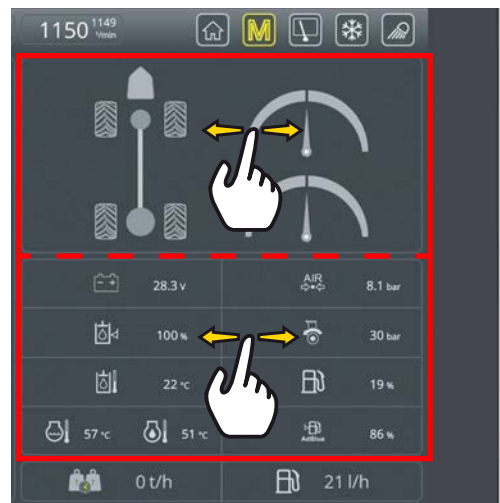 1150 1149 1/min M
28.3 v AIR 8.1 bar
100 % 30 bar
22 °C 19 %
57 °C 51 °C AdBlue 86 %
0 t/h 21 l/h